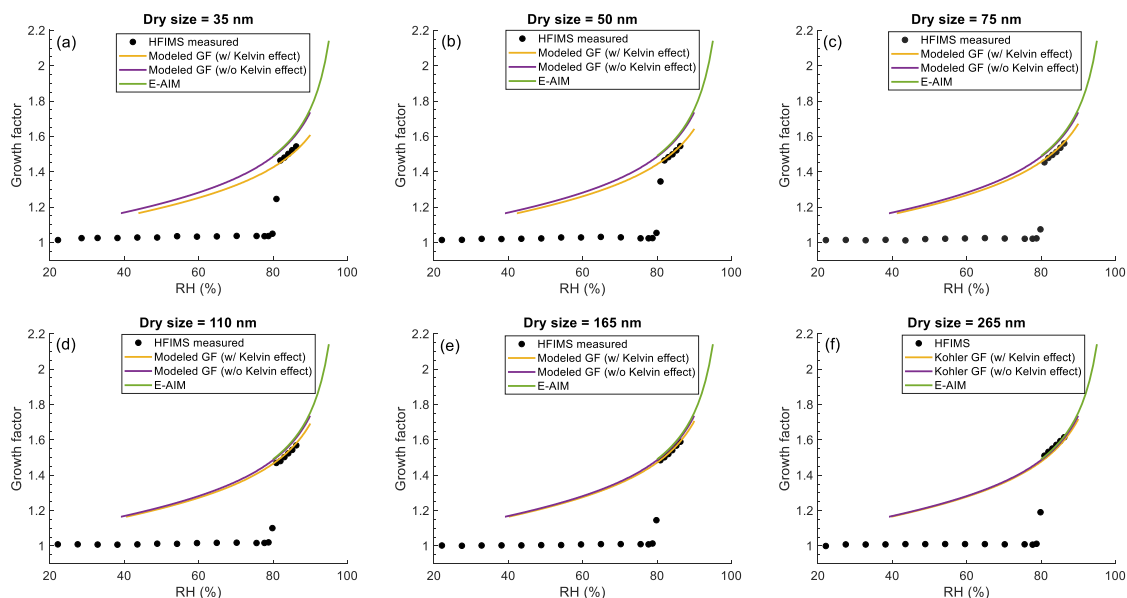 Dry size = 35 nm
(a)
HFIMS measured
Modeled GF (w/ Kelvin effect)
Modeled GF (w/o Kelvin effect)
E-AIM
Growth factor
2.2
2
1.8
1.6
1.4
1.2
1
20 40 60 80 100
RH (%)
Dry size = 50 nm
(b)
HFIMS measured
Modeled GF (w/ Kelvin effect)
Modeled GF (w/o Kelvin effect)
E-AIM
Growth factor
2.2
2
1.8
1.6
1.4
1.2
1
20 40 60 80 100
RH (%)
Dry size = 75 nm
(c)
HFIMS measured
Modeled GF (w/ Kelvin effect)
Modeled GF (w/o Kelvin effect)
E-AIM
Growth factor
2.2
2
1.8
1.6
1.4
1.2
1
20 40 60 80 100
RH (%)
Dry size = 110 nm
(d)
HFIMS measured
Modeled GF (w/ Kelvin effect)
Modeled GF (w/o Kelvin effect)
E-AIM
Growth factor
2.2
2
1.8
1.6
1.4
1.2
1
20 40 60 80 100
RH (%)
Dry size = 165 nm
(e)
HFIMS measured
Modeled GF (w/ Kelvin effect)
Modeled GF (w/o Kelvin effect)
E-AIM
Growth factor
2.2
2
1.8
1.6
1.4
1.2
1
20 40 60 80 100
RH (%)
Dry size = 265 nm
(f)
HFIMS
Kohler GF (w/ Kelvin effect)
Kohler GF (w/o Kelvin effect)
E-AIM
Growth factor
2.2
2
1.8
1.6
1.4
1.2
1
20 40 60 80 100
RH (%)